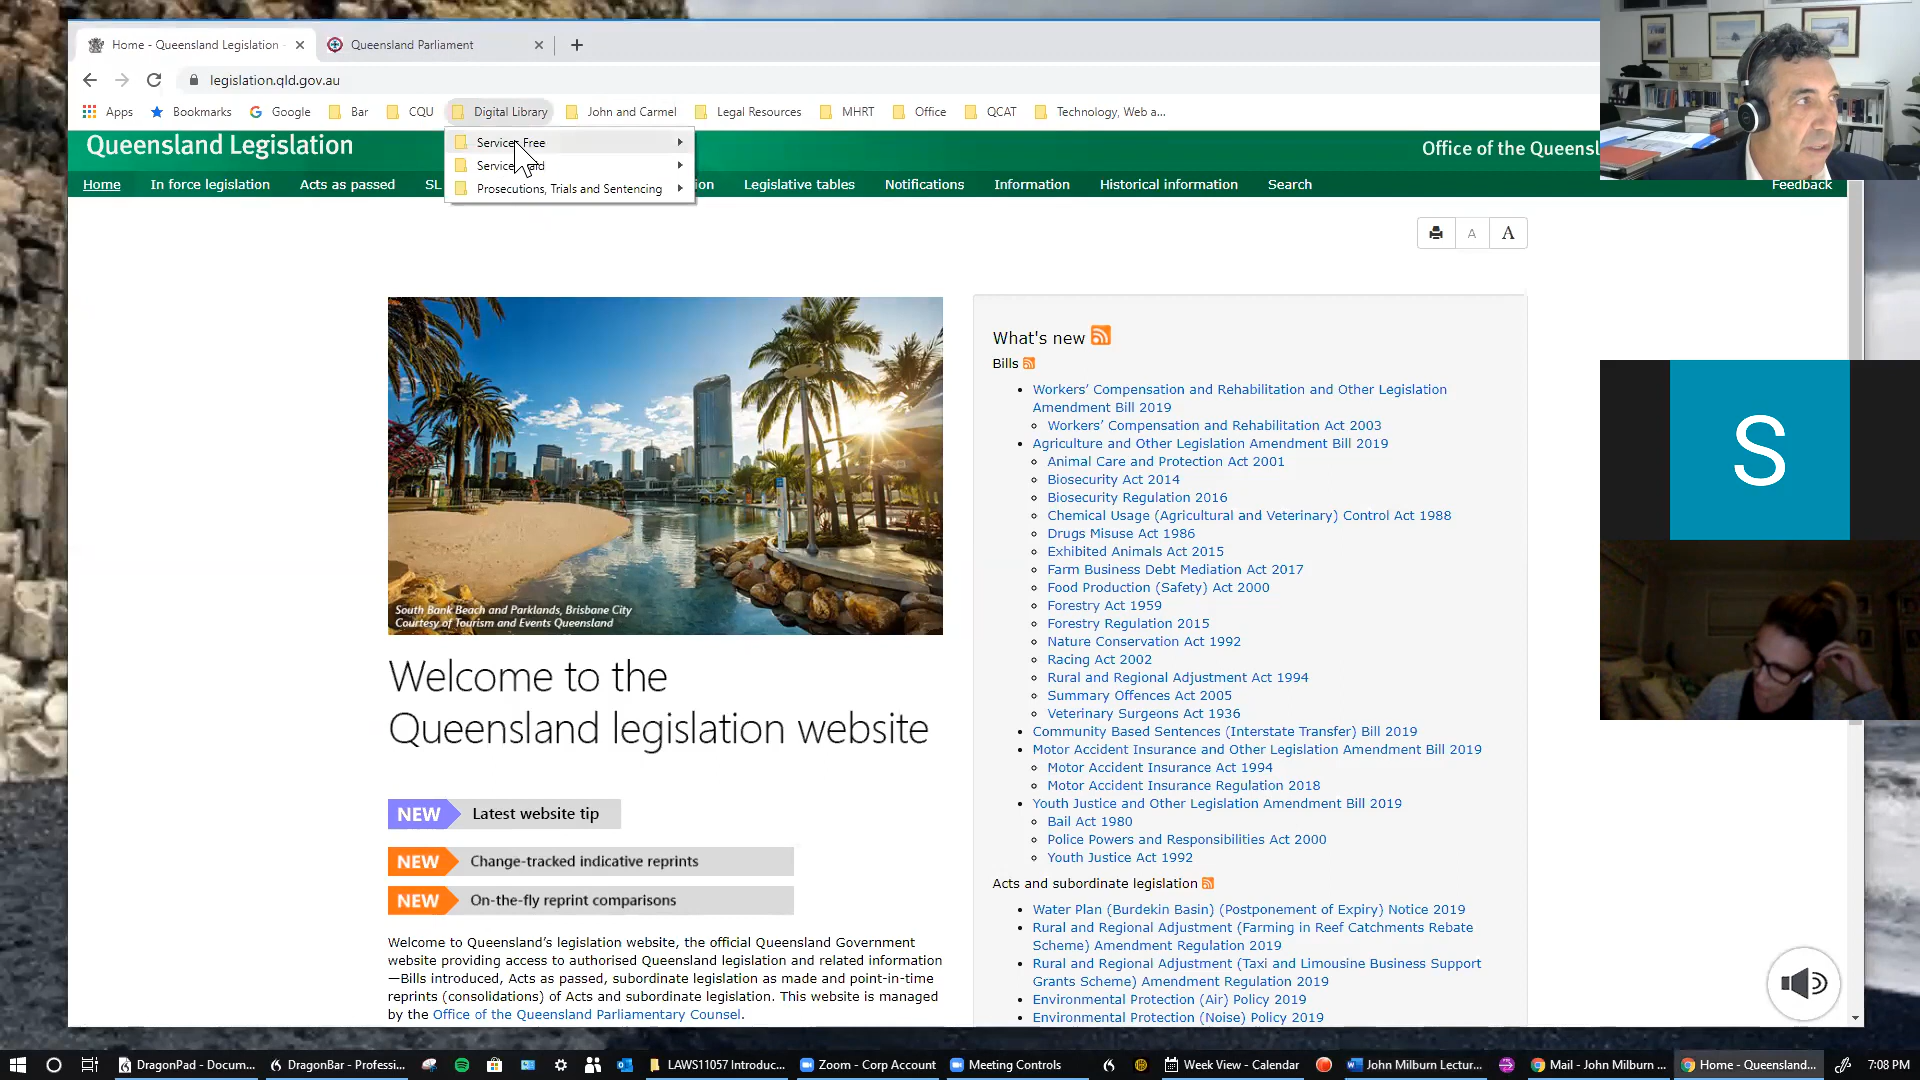 Home - Queensland Legislation -
Queensland Parliament
legislation.qld.gov.au
Apps
Bookmarks
Google
Bar
CQU
Digital Library
John and Carmel
Legal Resources
MHRT
Office
QCAT
Technology, Web a...
Queensland Legislation
Office of the Queens
Services Free
Prosecutions, Trials and Sentencing
Home
In force legislation
Acts as passed
SL
Legislative tables
Notifications
Information
Historical information
Search
Feedback
A
A
South Bank Beach and Parklands, Brisbane City
Courtesy of Tourism and Events Queensland
Welcome to the
Queensland legislation website
NEW Latest website tip
NEW Change-tracked indicative reprints
NEW On-the-fly reprint comparisons
Welcome to Queensland's legislation website, the official Queensland Government
website providing access to authorised Queensland legislation and related information
—Bills introduced, Acts as passed, subordinate legislation as made and point-in-time
reprints (consolidations) of Acts and subordinate legislation. This website is managed
by the Office of the Queensland Parliamentary Counsel.
What's new
Bills
Workers' Compensation and Rehabilitation and Other Legislation
Amendment Bill 2019
Workers' Compensation and Rehabilitation Act 2003
Agriculture and Other Legislation Amendment Bill 2019
Animal Care and Protection Act 2001
Biosecurity Act 2014
Biosecurity Regulation 2016
Chemical Usage (Agricultural and Veterinary) Control Act 1988
Drugs Misuse Act 1986
Exhibited Animals Act 2015
Farm Business Debt Mediation Act 2017
Food Production (Safety) Act 2000
Forestry Act 1959
Forestry Regulation 2015
Nature Conservation Act 1992
Racing Act 2002
Rural and Regional Adjustment Act 1994
Summary Offences Act 2005
Veterinary Surgeons Act 1936
Community Based Sentences (Interstate Transfer) Bill 2019
Motor Accident Insurance and Other Legislation Amendment Bill 2019
Motor Accident Insurance Act 1994
Motor Accident Insurance Regulation 2018
Youth Justice and Other Legislation Amendment Bill 2019
Bail Act 1980
Police Powers and Responsibilities Act 2000
Youth Justice Act 1992
Acts and subordinate legislation
Water Plan (Burdekin Basin) (Postponement of Expiry) Notice 2019
Rural and Regional Adjustment (Farming in Reef Catchments Rebate
Scheme) Amendment Regulation 2019
Rural and Regional Adjustment (Taxi and Limousine Business Support
Grants Scheme) Amendment Regulation 2019
Environmental Protection (Air) Policy 2019
Environmental Protection (Noise) Policy 2019
S
DragonPad - Docum...
DragonBar - Professi...
LAWS11057 Introduc...
Zoom - Corp Account
Meeting Controls
Week View - Calendar
John Milburn Lectur...
Mail - John Milburn ...
Home - Queensland...
7:08 PM